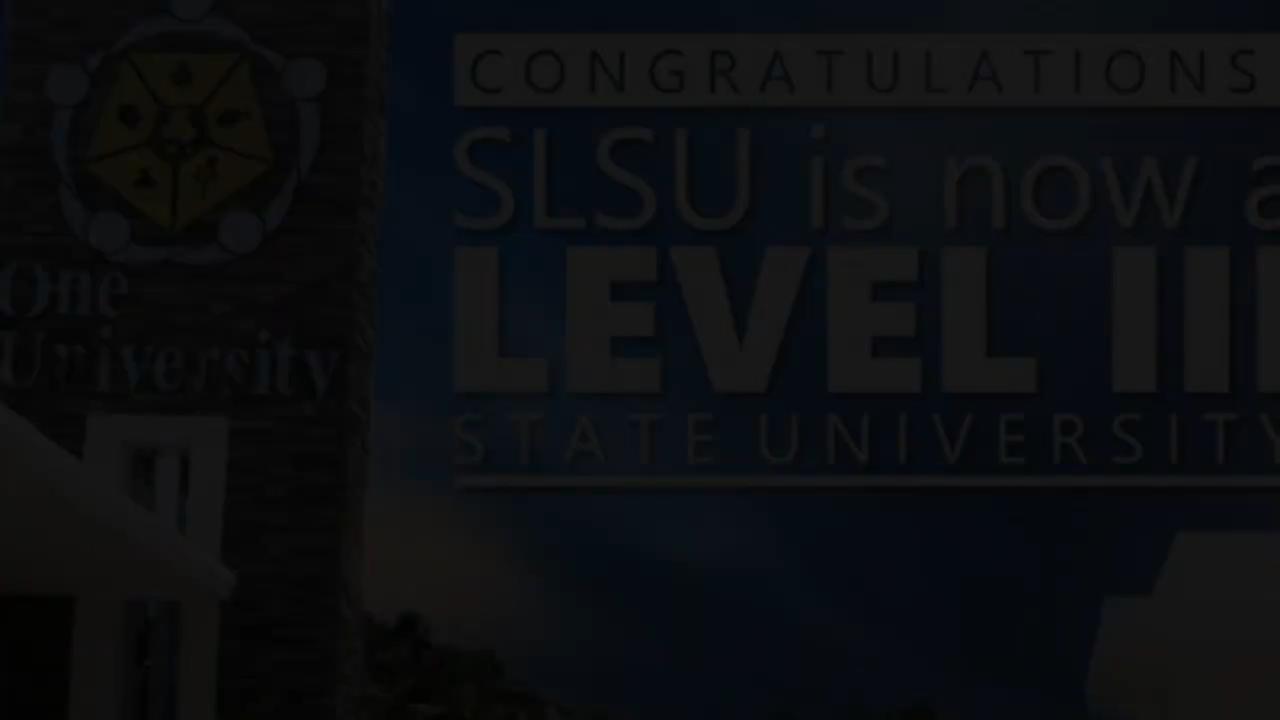 CONGRATULATIONS
SLSU is now a
LEVEL III
STATE UNIVERSITY
One
University